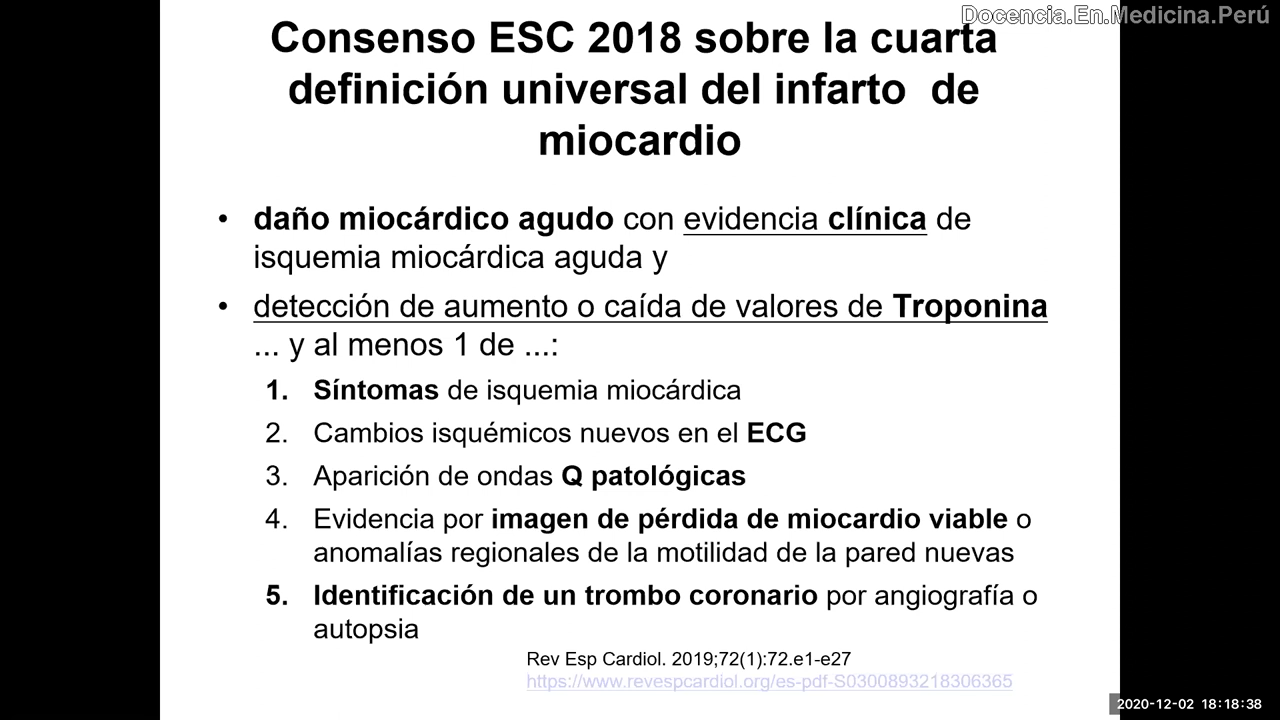 Docencia.En.Medicina.Perú
Consenso ESC 2018 sobre la cuarta
definición universal del infarto de
miocardio
• daño miocárdico agudo con evidencia clínica de
isquemia miocárdica aguda y
• detección de aumento o caída de valores de Troponina
... y al menos 1 de ...:
1. Síntomas de isquemia miocárdica
2. Cambios isquémicos nuevos en el ECG
3. Aparición de ondas Q patológicas
4. Evidencia por imagen de pérdida de miocardio viable o
anomalías regionales de la motilidad de la pared nuevas
5. Identificación de un trombo coronario por angiografía o
autopsia
Rev Esp Cardiol. 2019;72(1):72.e1-e27
https://www.revespcardiol.org/es-pdf-S0300893218306365
2020-12-02 18:18:38